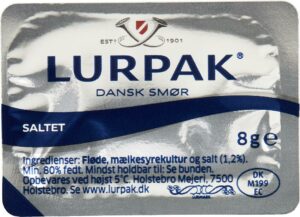 EST 1901
LURPAK®
DANSK SMØR
SALTET
8g e
Ingredienser: Fløde, mælkesyrekultur og salt (1,2%).
Min. 80% fedt. Mindst holdbar til: Se bunden.
Opbevares ved højst 5°C. Holstebro Mejeri, 7500
Holstebro. Se www.lurpak.dk
DK
M199
EC
LURPAK